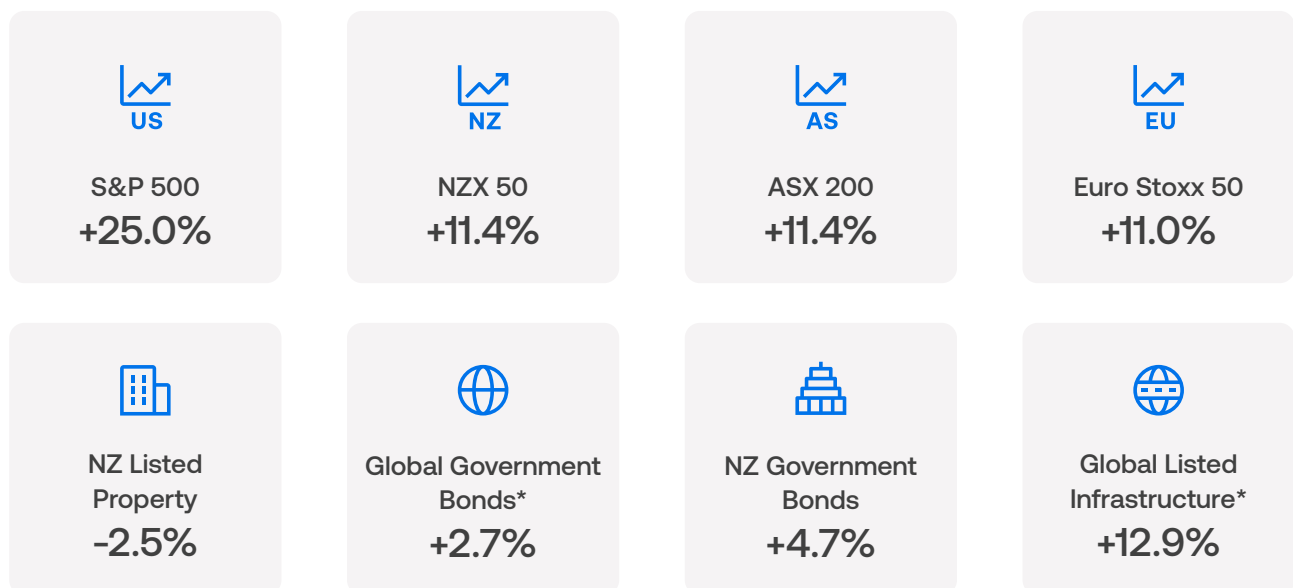 US
NZ
AS
EU
S&P 500
+25.0%
NZX 50
+11.4%
ASX 200
+11.4%
Euro Stoxx 50
+11.0%
NZ Listed
Property
-2.5%
Global Government
Bonds*
+2.7%
NZ Government
Bonds
+4.7%
Global Listed
Infrastructure*
+12.9%